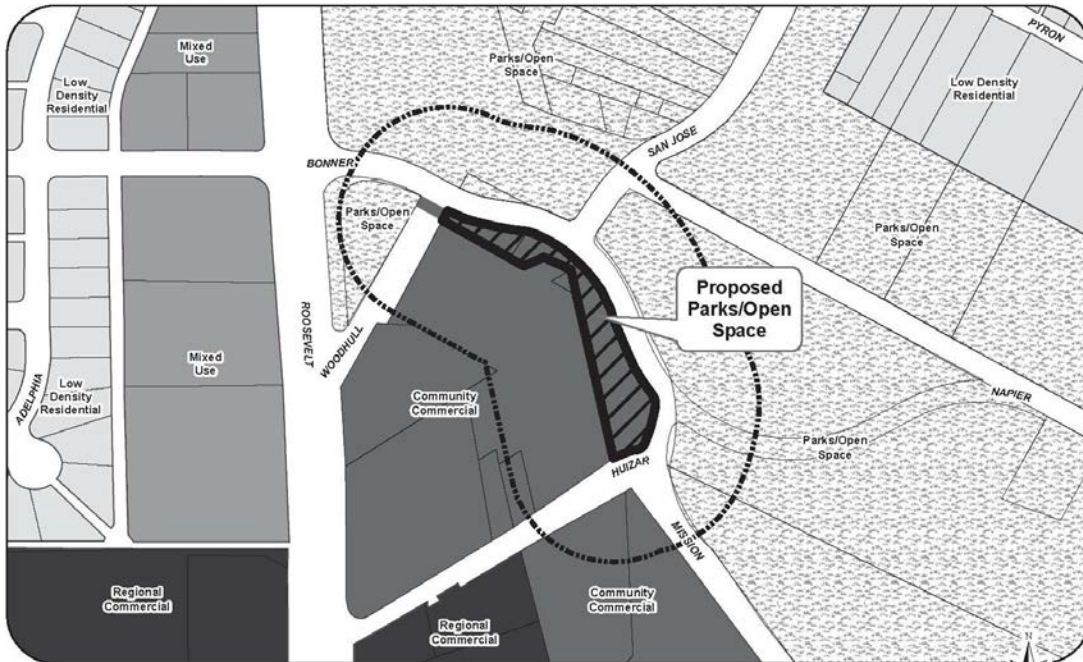 PYRON
Mixed
Use
Parks/Open
Space
Low
Density
Residential
Low Density
Residential
SAN JOSE
BONNER
Parks/Open
Space
Parks/Open
Space
Proposed
Parks/Open
Space
ROOSEVELT
WOODHULL
Mixed
Use
ADELPHIA
Low
Density
Residential
Community
Commercial
NAPIER
Parks/Open
Space
HUIZAR
MISSION
Regional
Commercial
Community
Commercial
Regional
Commercial
N